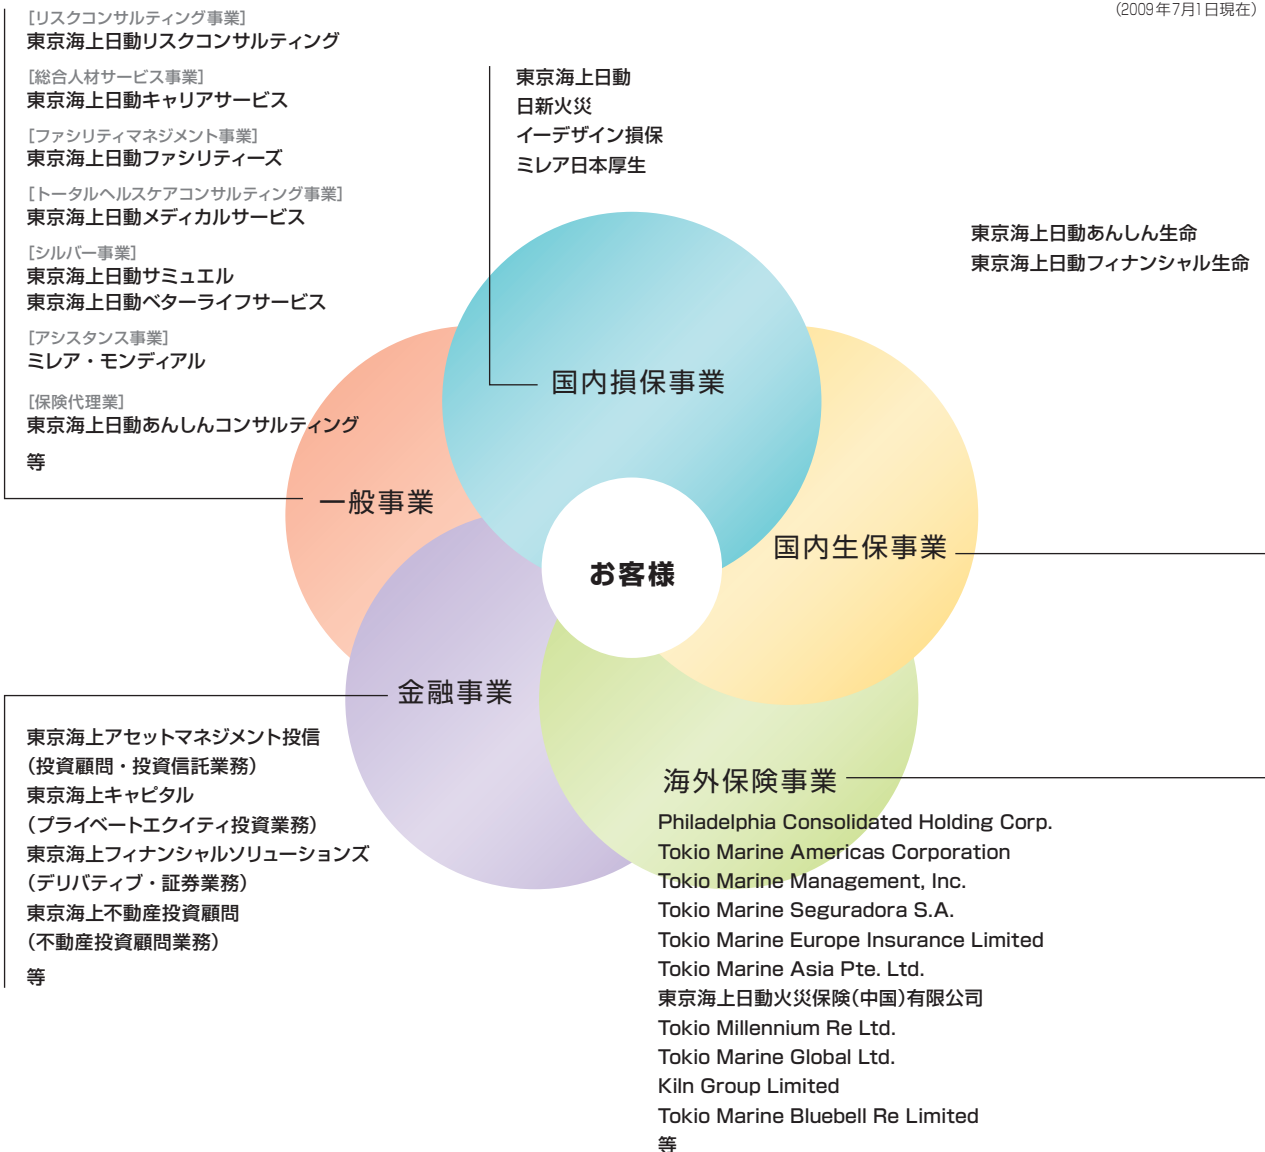 （2009年7月1日現在）
［リスクコンサルティング事業］
東京海上日動リスクコンサルティング
［総合人材サービス事業］
東京海上日動キャリアサービス
［ファシリティマネジメント事業］
東京海上日動ファシリティーズ
［トータルヘルスケアコンサルティング事業］
東京海上日動メディカルサービス
［シルバー事業］
東京海上日動サミュエル
東京海上日動ベターライフサービス
［アシスタンス事業］
ミレア・モンディアル
［保険代理業］
東京海上日動あんしんコンサルティング
等
一般事業
東京海上日動
日新火災
イーデザイン損保
ミレア日本厚生
国内損保事業
東京海上日動あんしん生命
東京海上日動フィナンシャル生命
国内生保事業
お客様
金融事業
東京海上アセットマネジメント投信
（投資顧問・投資信託業務）
東京海上キャピタル
（プライベートエクイティ投資業務）
東京海上フィナンシャルソリューションズ
（デリバティブ・証券業務）
東京海上不動産投資顧問
（不動産投資顧問業務）
等
海外保険事業
Philadelphia Consolidated Holding Corp.
Tokio Marine Americas Corporation
Tokio Marine Management, Inc.
Tokio Marine Seguradora S.A.
Tokio Marine Europe Insurance Limited
Tokio Marine Asia Pte. Ltd.
東京海上日動火災保険（中国）有限公司
Tokio Millennium Re Ltd.
Tokio Marine Global Ltd.
Kiln Group Limited
Tokio Marine Bluebell Re Limited
等